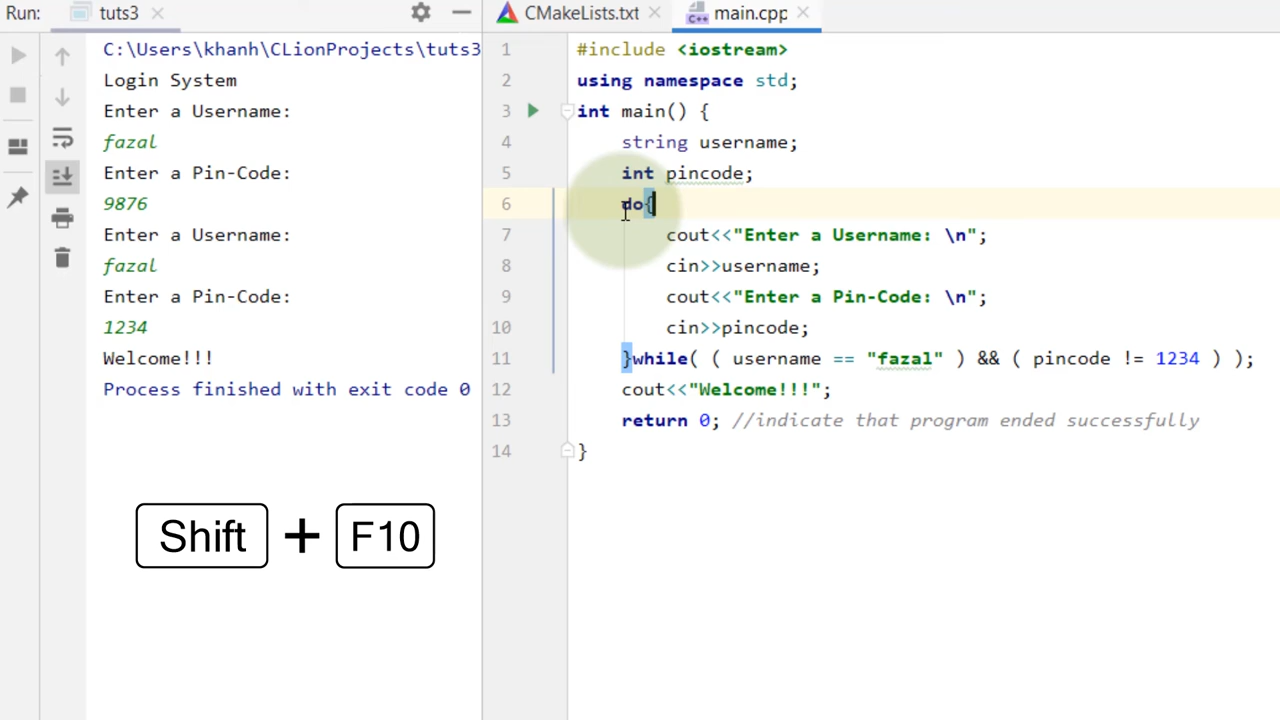 Run: tuts3
C:\Users\khanh\CLionProjects\tuts3
Login System
Enter a Username:
fazal
Enter a Pin-Code:
9876
Enter a Username:
fazal
Enter a Pin-Code:
1234
Welcome!!!
Process finished with exit code 0
Shift + F10
CMakeLists.txt main.cpp
1 #include <iostream>
2 using namespace std;
3 int main() {
4 string username;
5 int pincode;
6 do{
7 cout<<"Enter a Username: \n";
8 cin>>username;
9 cout<<"Enter a Pin-Code: \n";
10 cin>>pincode;
11 }while( ( username == "fazal" ) && ( pincode != 1234 ) );
12 cout<<"Welcome!!!";
13 return 0; //indicate that program ended successfully
14 }